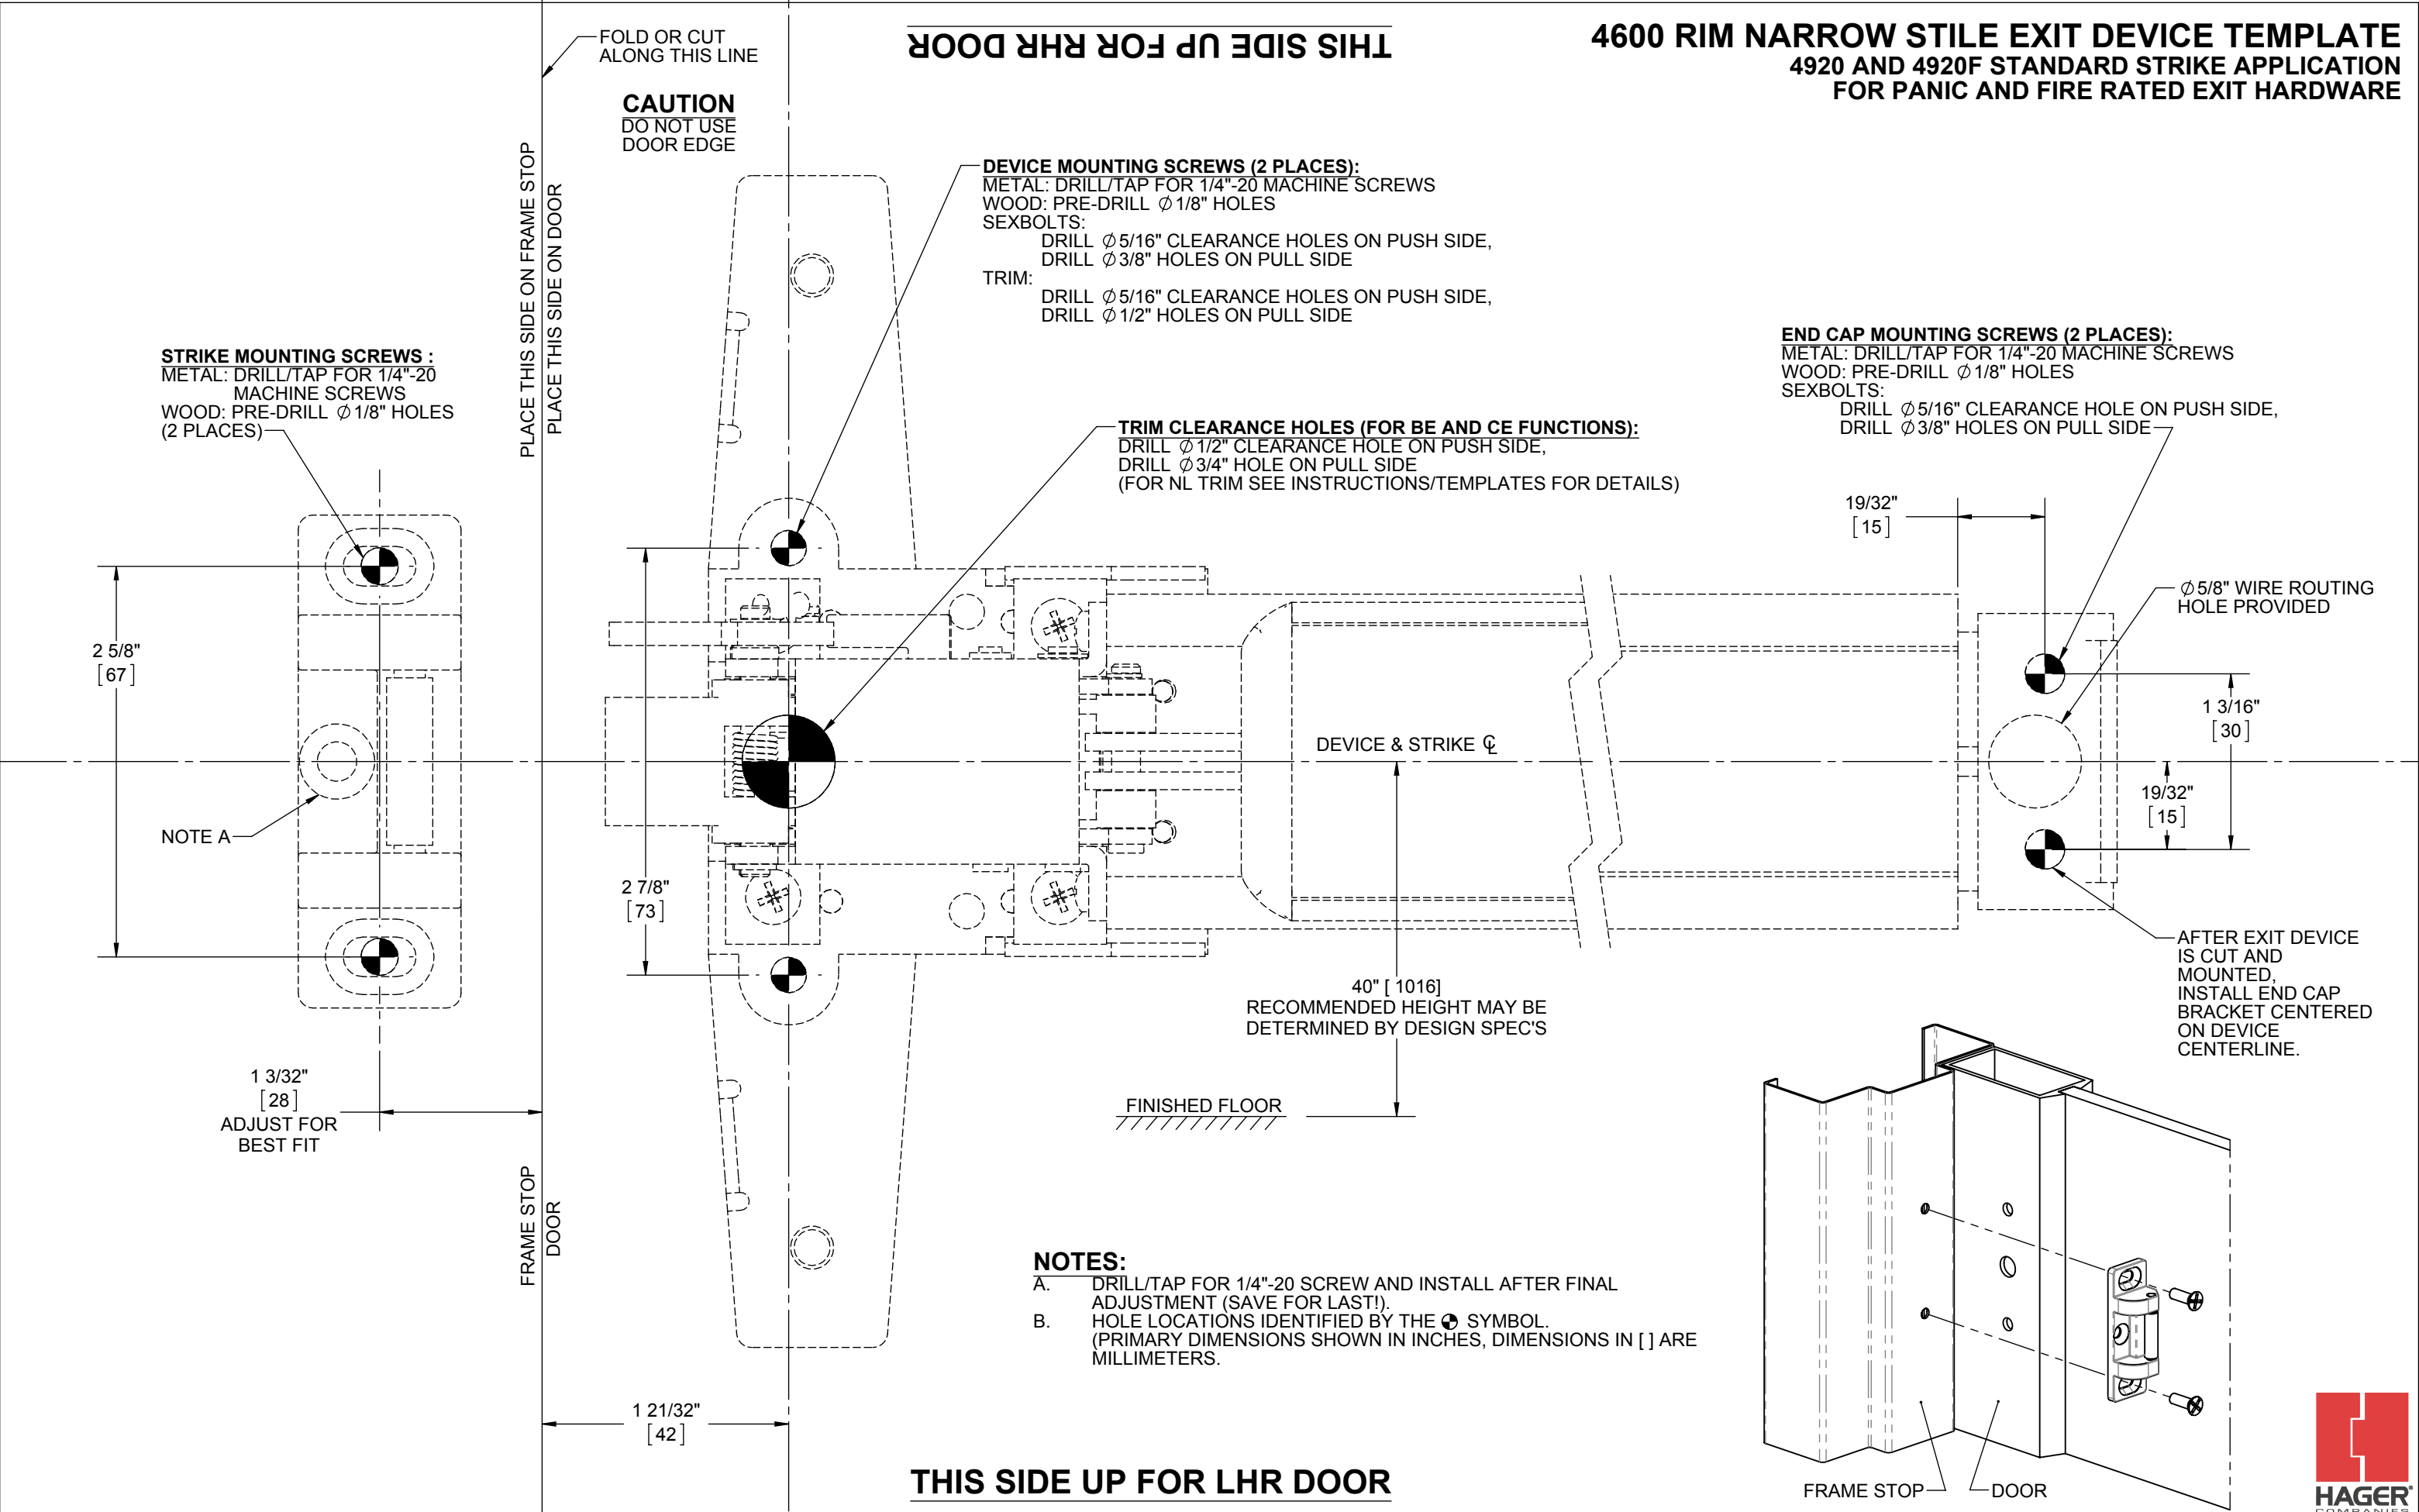 4600 RIM NARROW STILE EXIT DEVICE TEMPLATE
4920 AND 4920F STANDARD STRIKE APPLICATION
FOR PANIC AND FIRE RATED EXIT HARDWARE
THIS SIDE UP FOR RHR DOOR
FOLD OR CUT
ALONG THIS LINE
CAUTION
DO NOT USE
DOOR EDGE
PLACE THIS SIDE ON FRAME STOP
PLACE THIS SIDE ON DOOR
DEVICE MOUNTING SCREWS (2 PLACES):
METAL: DRILL/TAP FOR 1/4"-20 MACHINE SCREWS
WOOD: PRE-DRILL ∅1/8" HOLES
SEXBOLTS:
DRILL ∅5/16" CLEARANCE HOLES ON PUSH SIDE,
DRILL ∅3/8" HOLES ON PULL SIDE
TRIM:
DRILL ∅5/16" CLEARANCE HOLES ON PUSH SIDE,
DRILL ∅1/2" HOLES ON PULL SIDE
STRIKE MOUNTING SCREWS :
METAL: DRILL/TAP FOR 1/4"-20
MACHINE SCREWS
WOOD: PRE-DRILL ∅1/8" HOLES
(2 PLACES)
END CAP MOUNTING SCREWS (2 PLACES):
METAL: DRILL/TAP FOR 1/4"-20 MACHINE SCREWS
WOOD: PRE-DRILL ∅1/8" HOLES
SEXBOLTS:
DRILL ∅5/16" CLEARANCE HOLE ON PUSH SIDE,
DRILL ∅3/8" HOLES ON PULL SIDE
TRIM CLEARANCE HOLES (FOR BE AND CE FUNCTIONS):
DRILL ∅1/2" CLEARANCE HOLE ON PUSH SIDE,
DRILL ∅3/4" HOLE ON PULL SIDE
(FOR NL TRIM SEE INSTRUCTIONS/TEMPLATES FOR DETAILS)
19/32"
[15]
∅5/8" WIRE ROUTING
HOLE PROVIDED
2 5/8"
[67]
1 3/16"
[30]
DEVICE & STRIKE ℄
19/32"
[15]
NOTE A
2 7/8"
[73]
AFTER EXIT DEVICE
IS CUT AND
MOUNTED,
INSTALL END CAP
BRACKET CENTERED
ON DEVICE
CENTERLINE.
40" [ 1016]
RECOMMENDED HEIGHT MAY BE
DETERMINED BY DESIGN SPEC'S
1 3/32"
[28]
ADJUST FOR
BEST FIT
FINISHED FLOOR
FRAME STOP
DOOR
NOTES:
A. DRILL/TAP FOR 1/4"-20 SCREW AND INSTALL AFTER FINAL
ADJUSTMENT (SAVE FOR LAST!).
B. HOLE LOCATIONS IDENTIFIED BY THE SYMBOL.
(PRIMARY DIMENSIONS SHOWN IN INCHES, DIMENSIONS IN [ ] ARE
MILLIMETERS.
1 21/32"
[42]
THIS SIDE UP FOR LHR DOOR
FRAME STOP
DOOR
HAGER®
COMPANIES